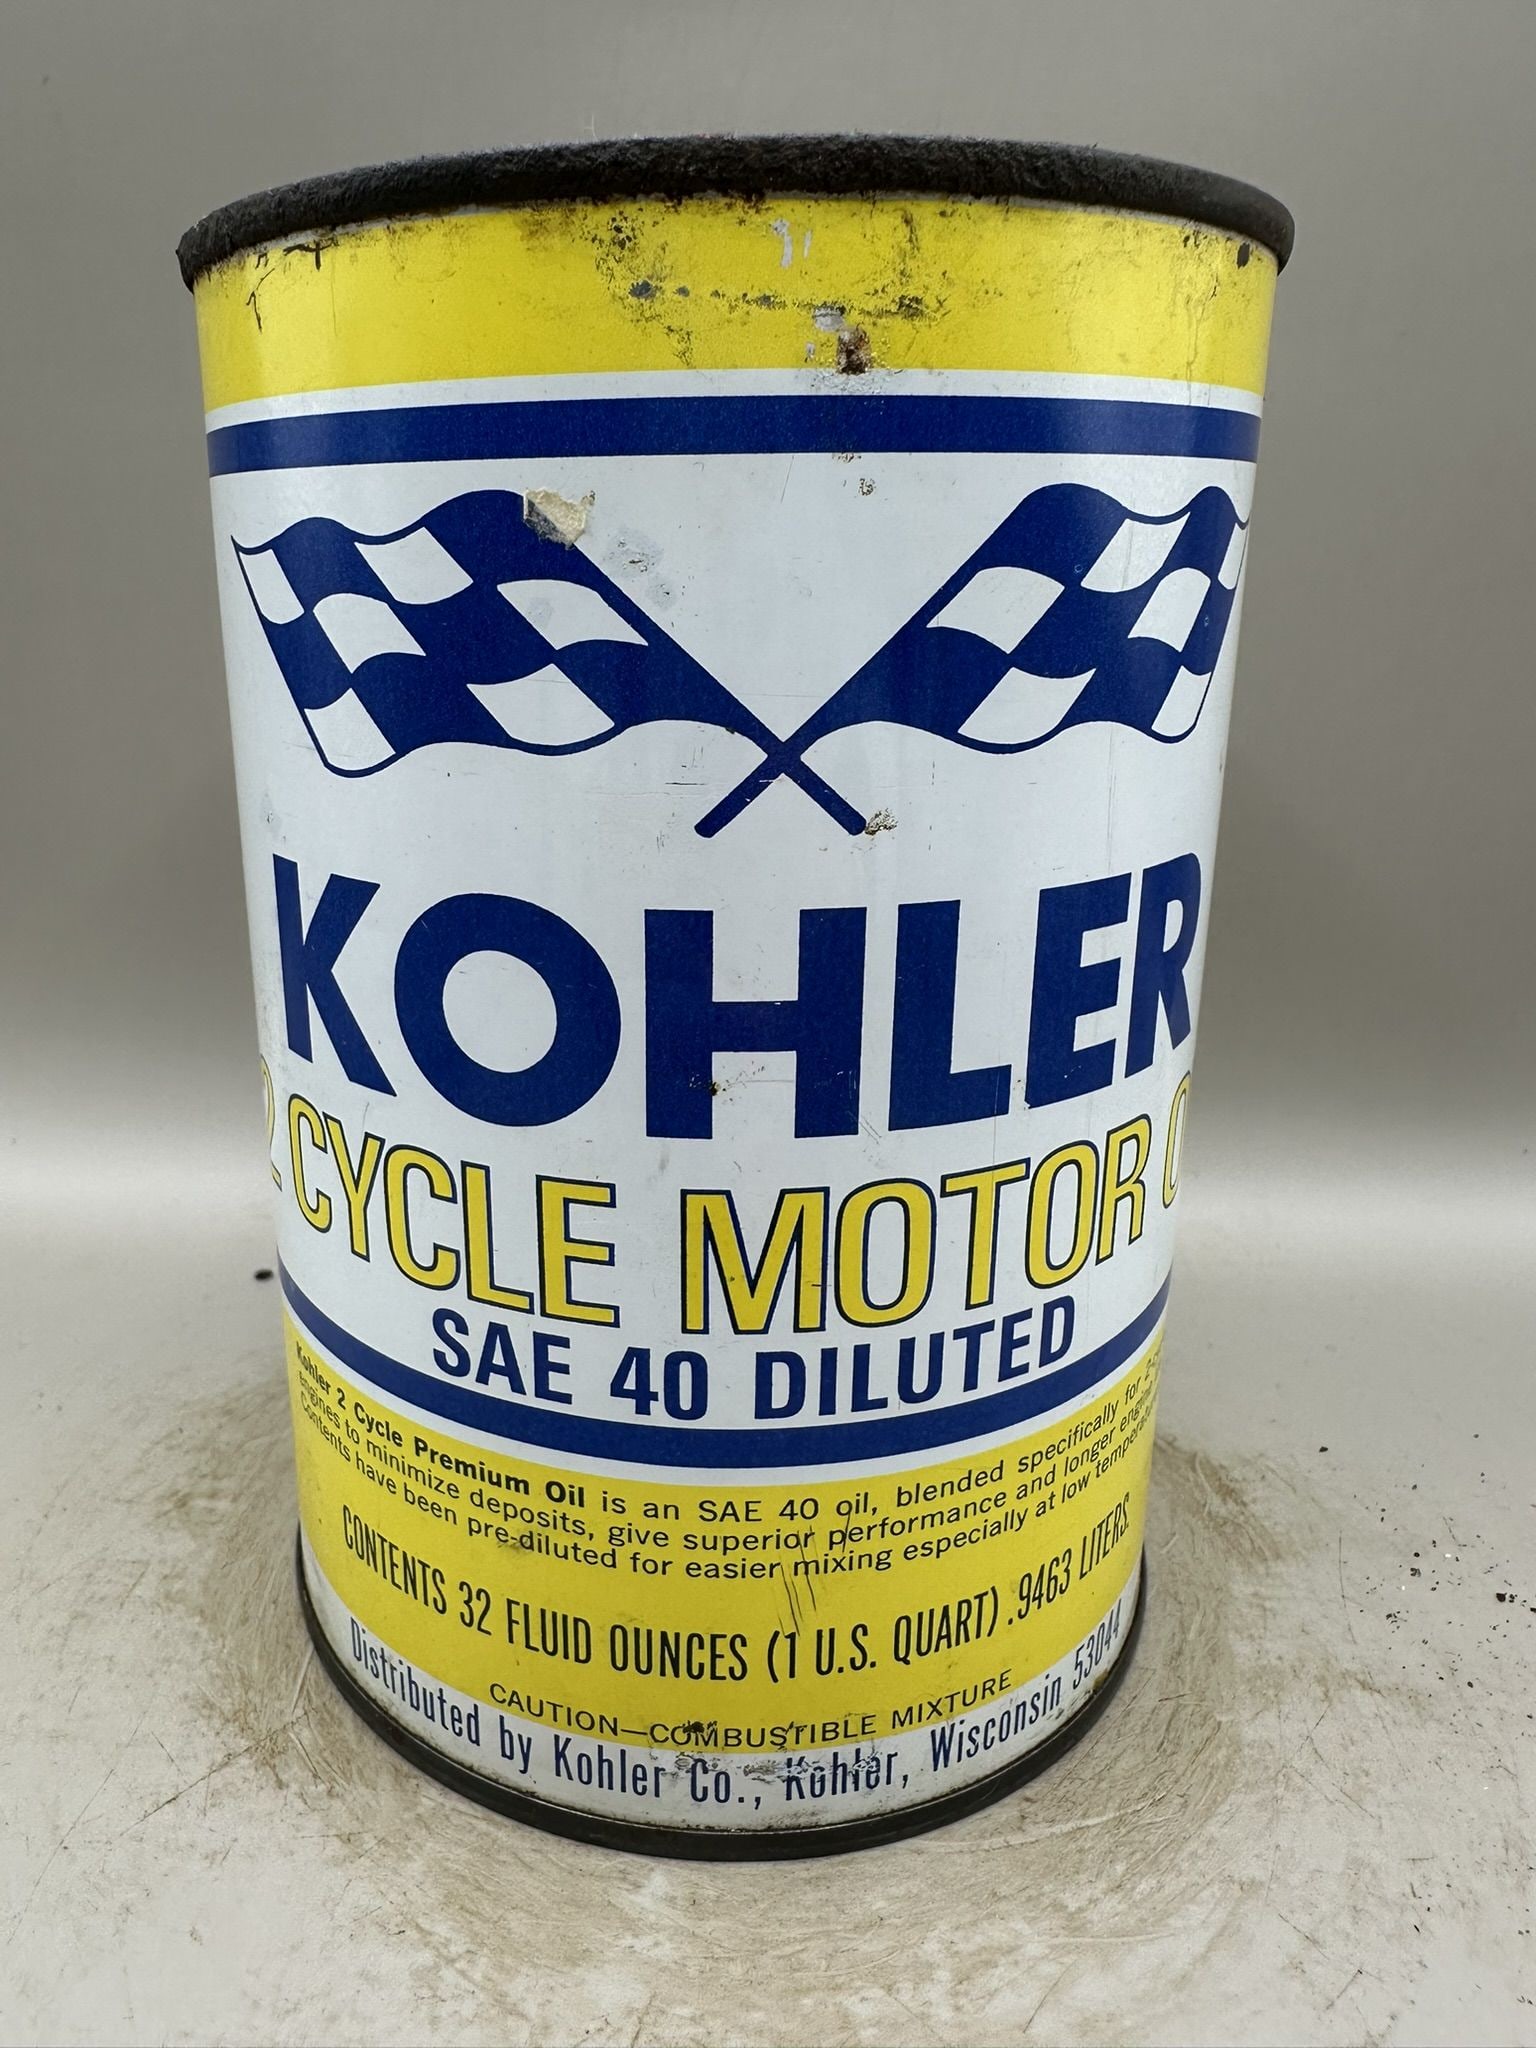 KOHLER
2 CYCLE MOTOR
SAE 40 DILUTED
Kohler 2 Cycle Premium Oil is an SAE 40 oil, blended specifically for
engines to minimize deposits, give superior performance and longer engine
Contents have been pre-diluted for easier mixing especially at low
CONTENTS 32 FLUID OUNCES (1 U.S. QUART) .9463 LITERS.
CAUTION—COMBUSTIBLE MIXTURE
Distributed by Kohler Co., Kohler, Wisconsin 53044